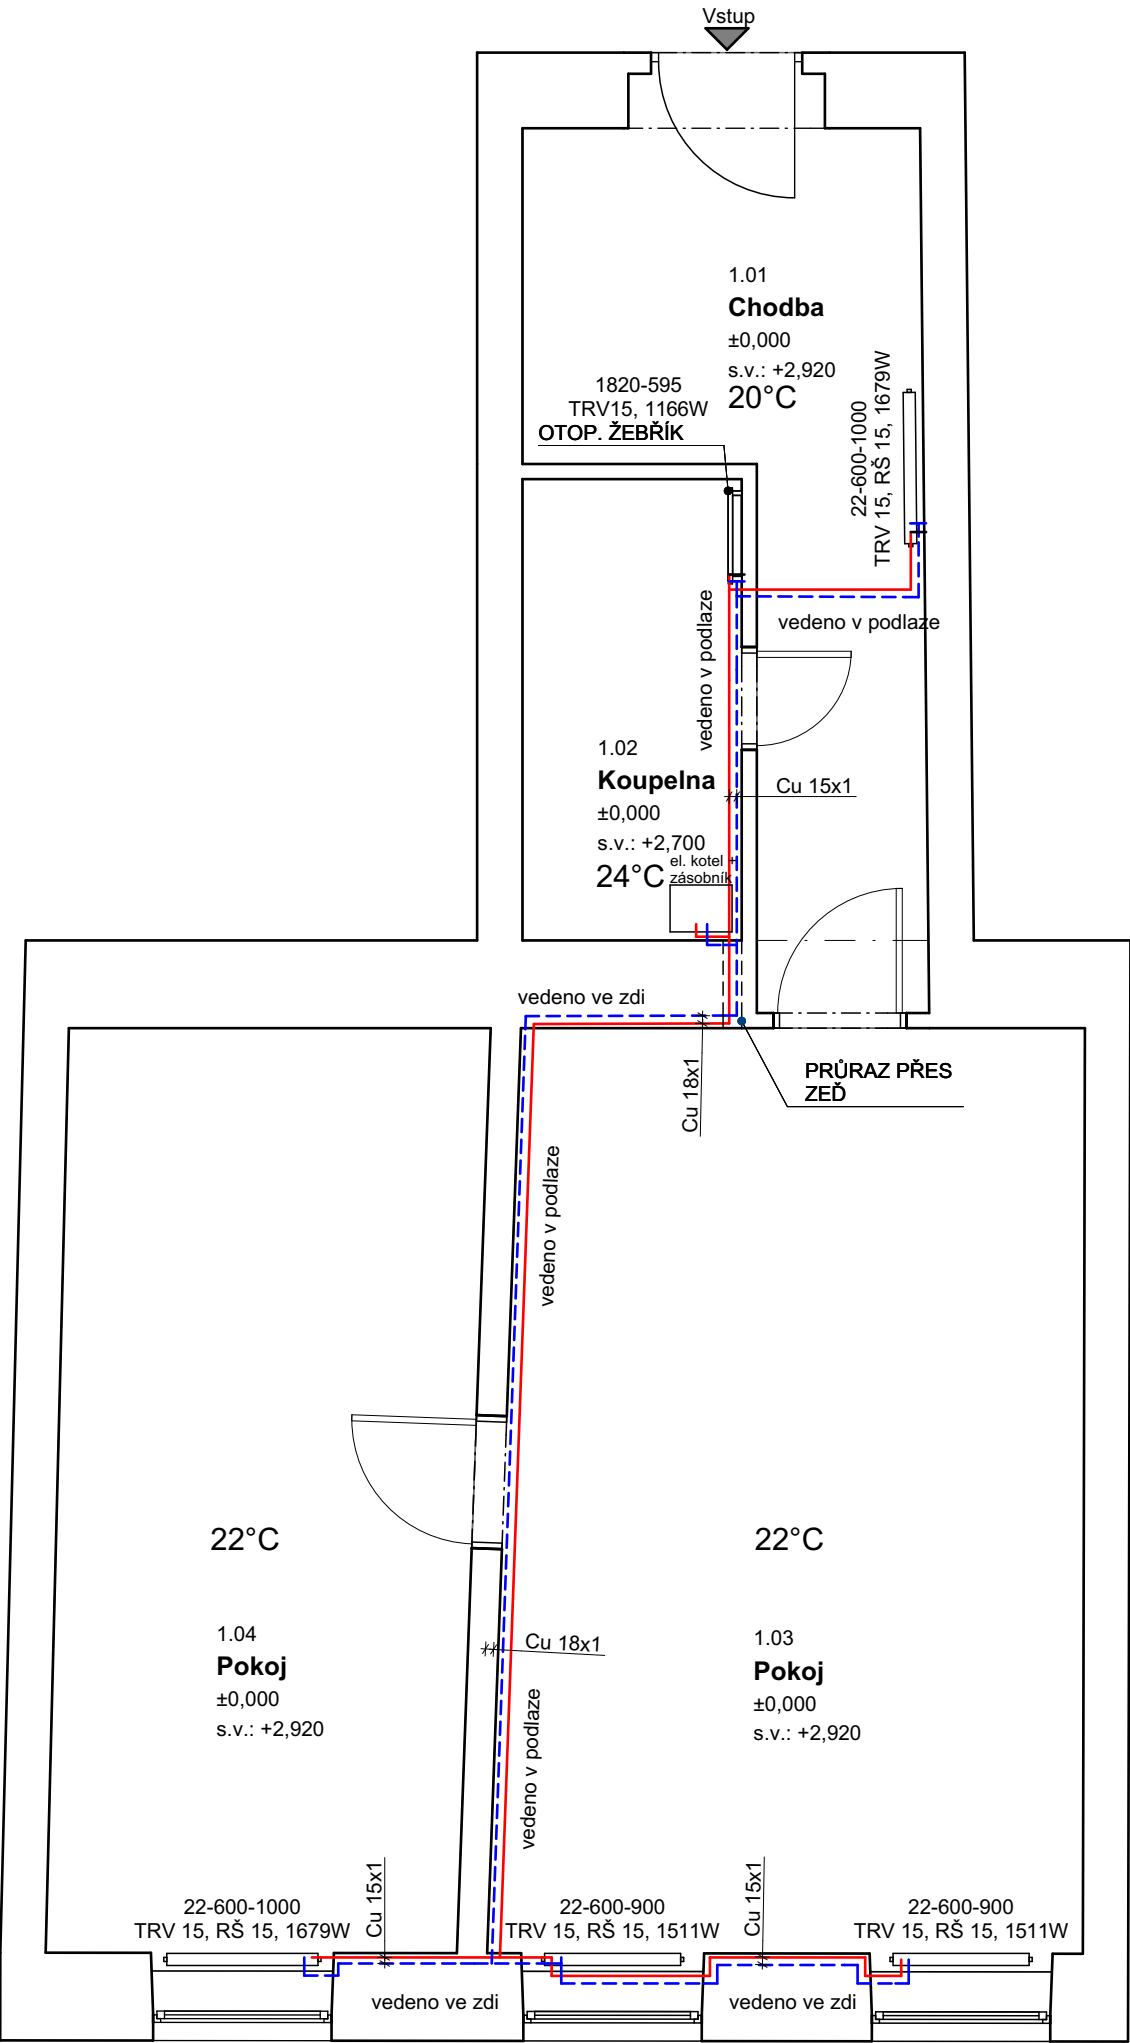 Vstup
1.01
Chodba
±0,000
s.v.: +2,920
20°C
1820-595
TRV15, 1166W
OTOP. ŽEBŘÍK
22-600-1000
TRV 15, RŠ 15, 1679W
vedeno v podlaze
vedeno v podlaze
1.02
Koupelna
±0,000
s.v.: +2,700
24°C
el. kotel +
zásobník
Cu 15x1
vedeno ve zdi
Cu 18x1
PRŮRAZ PŘES
ZEĎ
vedeno v podlaze
22°C
22°C
1.04
Pokoj
±0,000
s.v.: +2,920
Cu 18x1
1.03
Pokoj
±0,000
s.v.: +2,920
vedeno v podlaze
Cu 15x1
Cu 15x1
22-600-1000
TRV 15, RŠ 15, 1679W
22-600-900
TRV 15, RŠ 15, 1511W
22-600-900
TRV 15, RŠ 15, 1511W
vedeno ve zdi
vedeno ve zdi